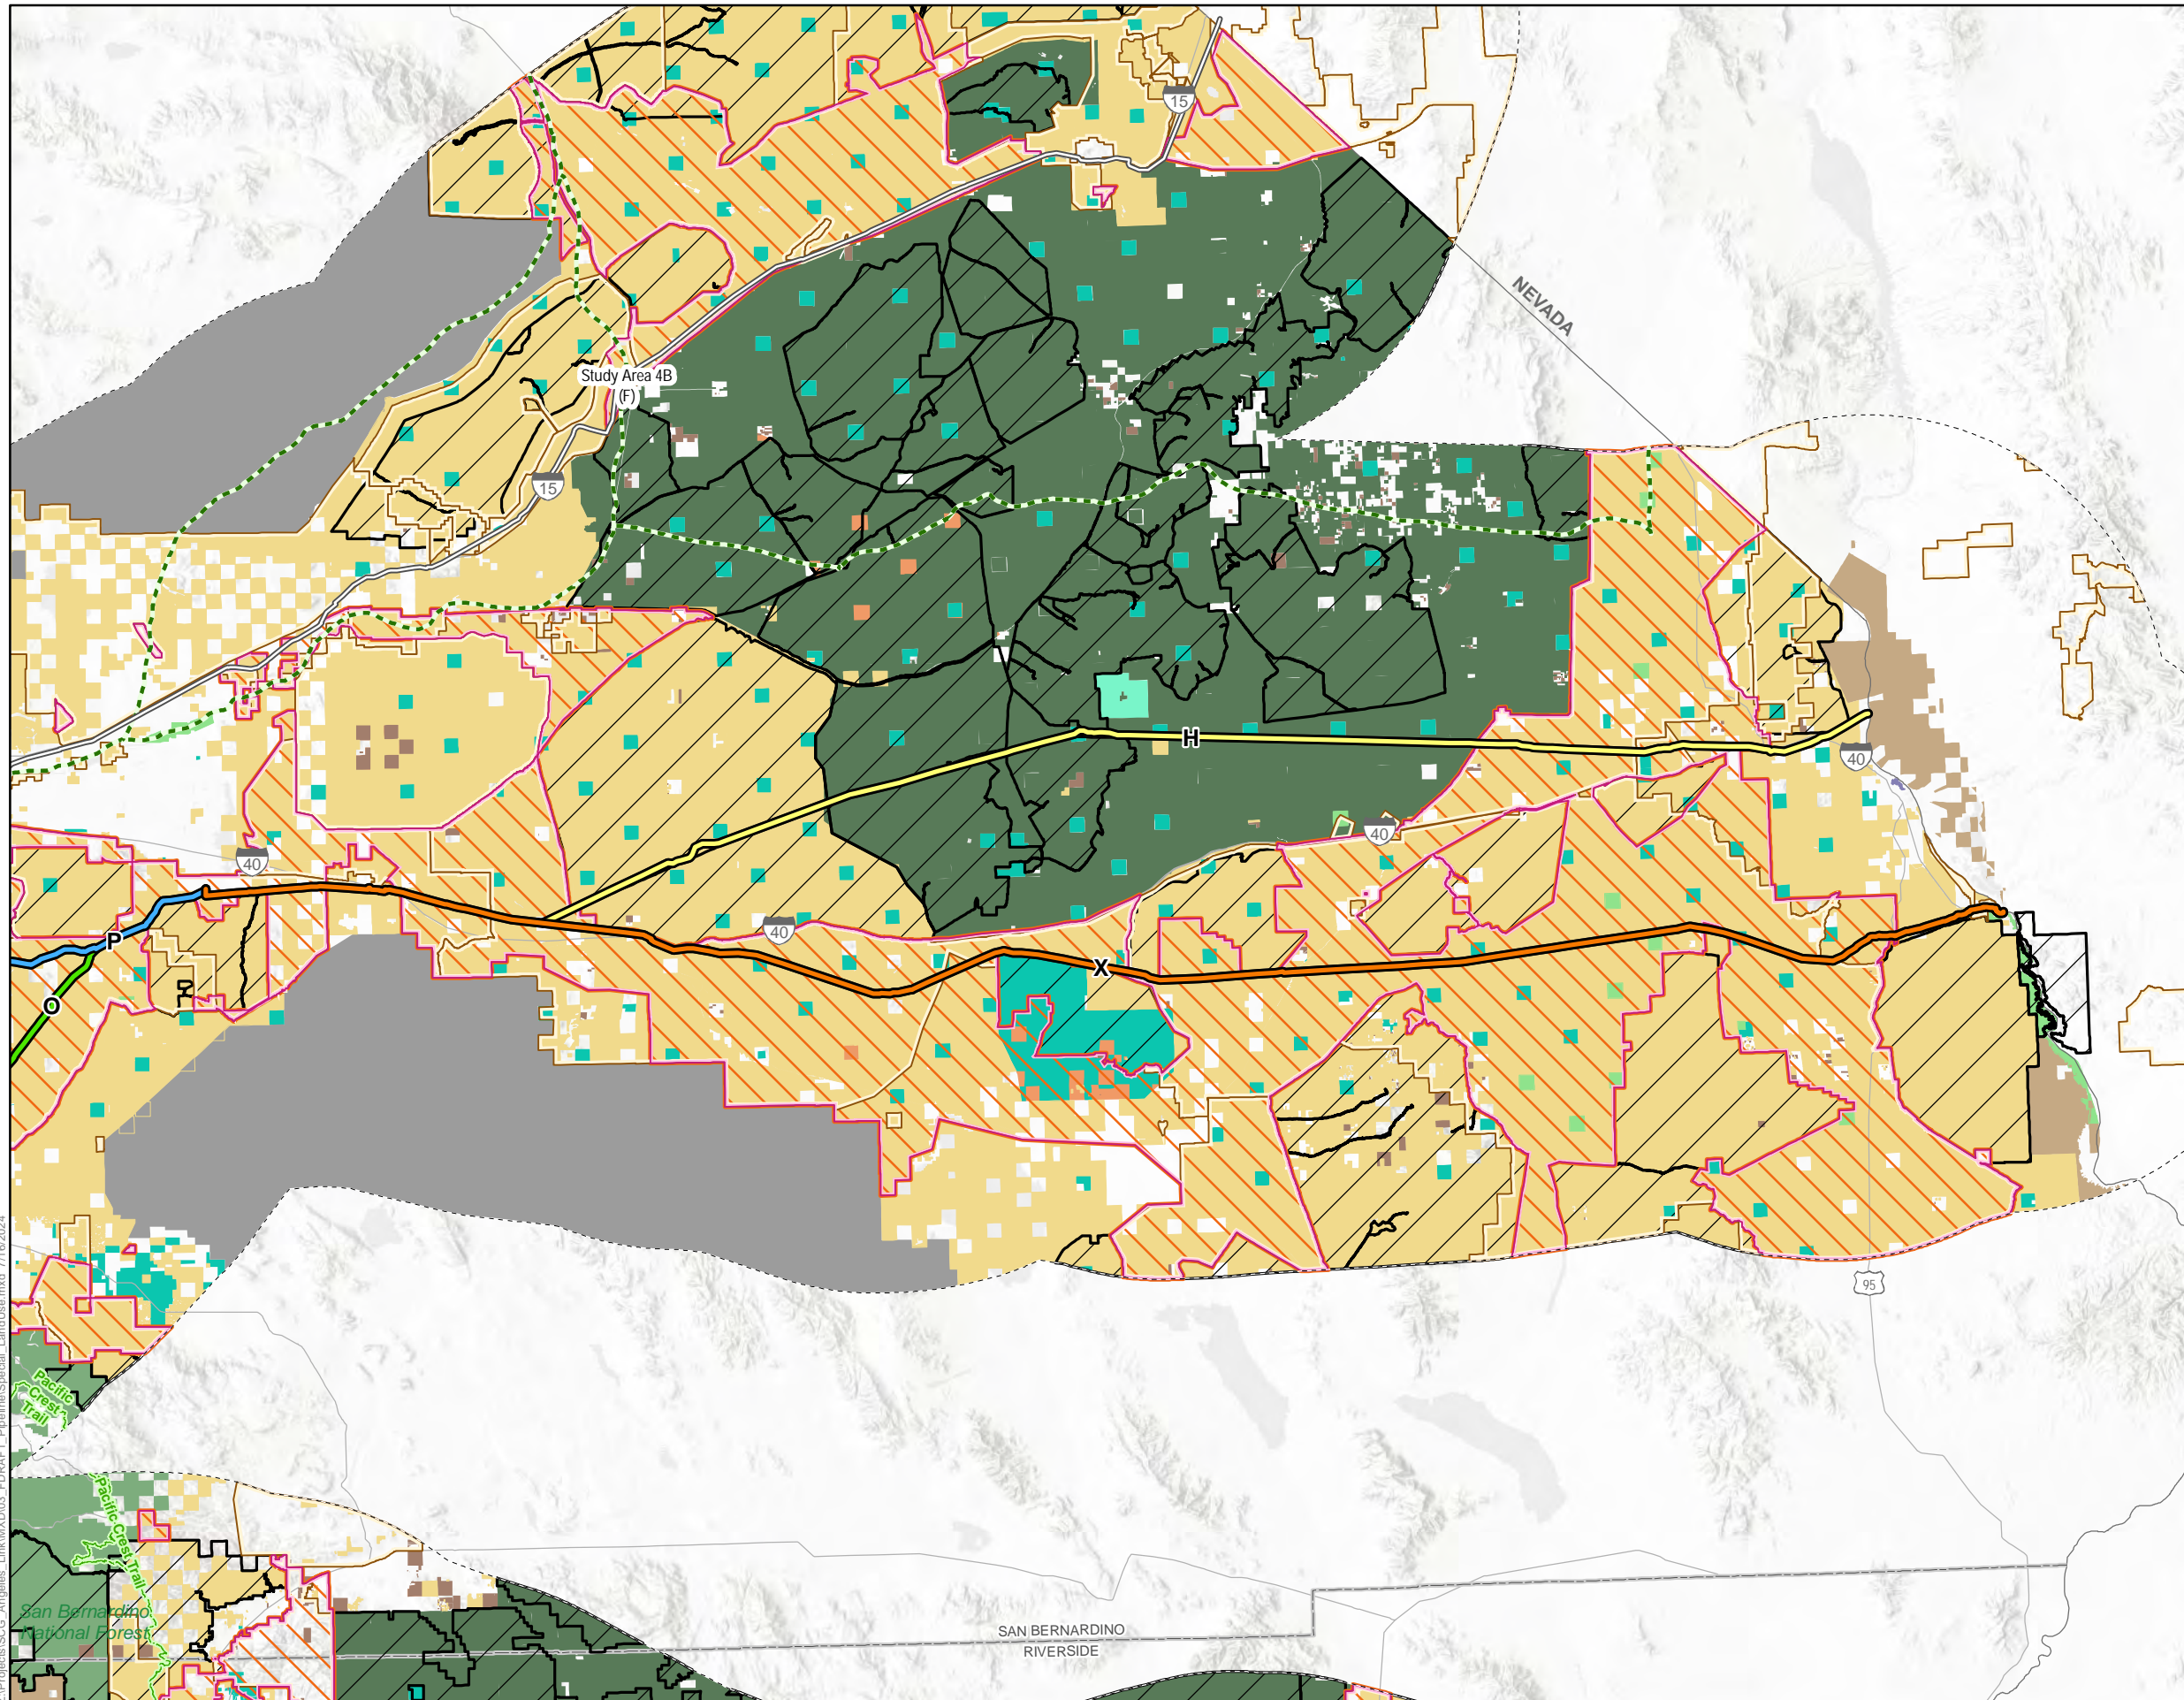 15
NEVADA
Study Area 4B
(F)
15
H
40
40
40
P
40
X
O
95
Pacific
Crest
Trail
Pacific Crest Trail
San Bernardino
National Forest
SAN BERNARDINO
RIVERSIDE